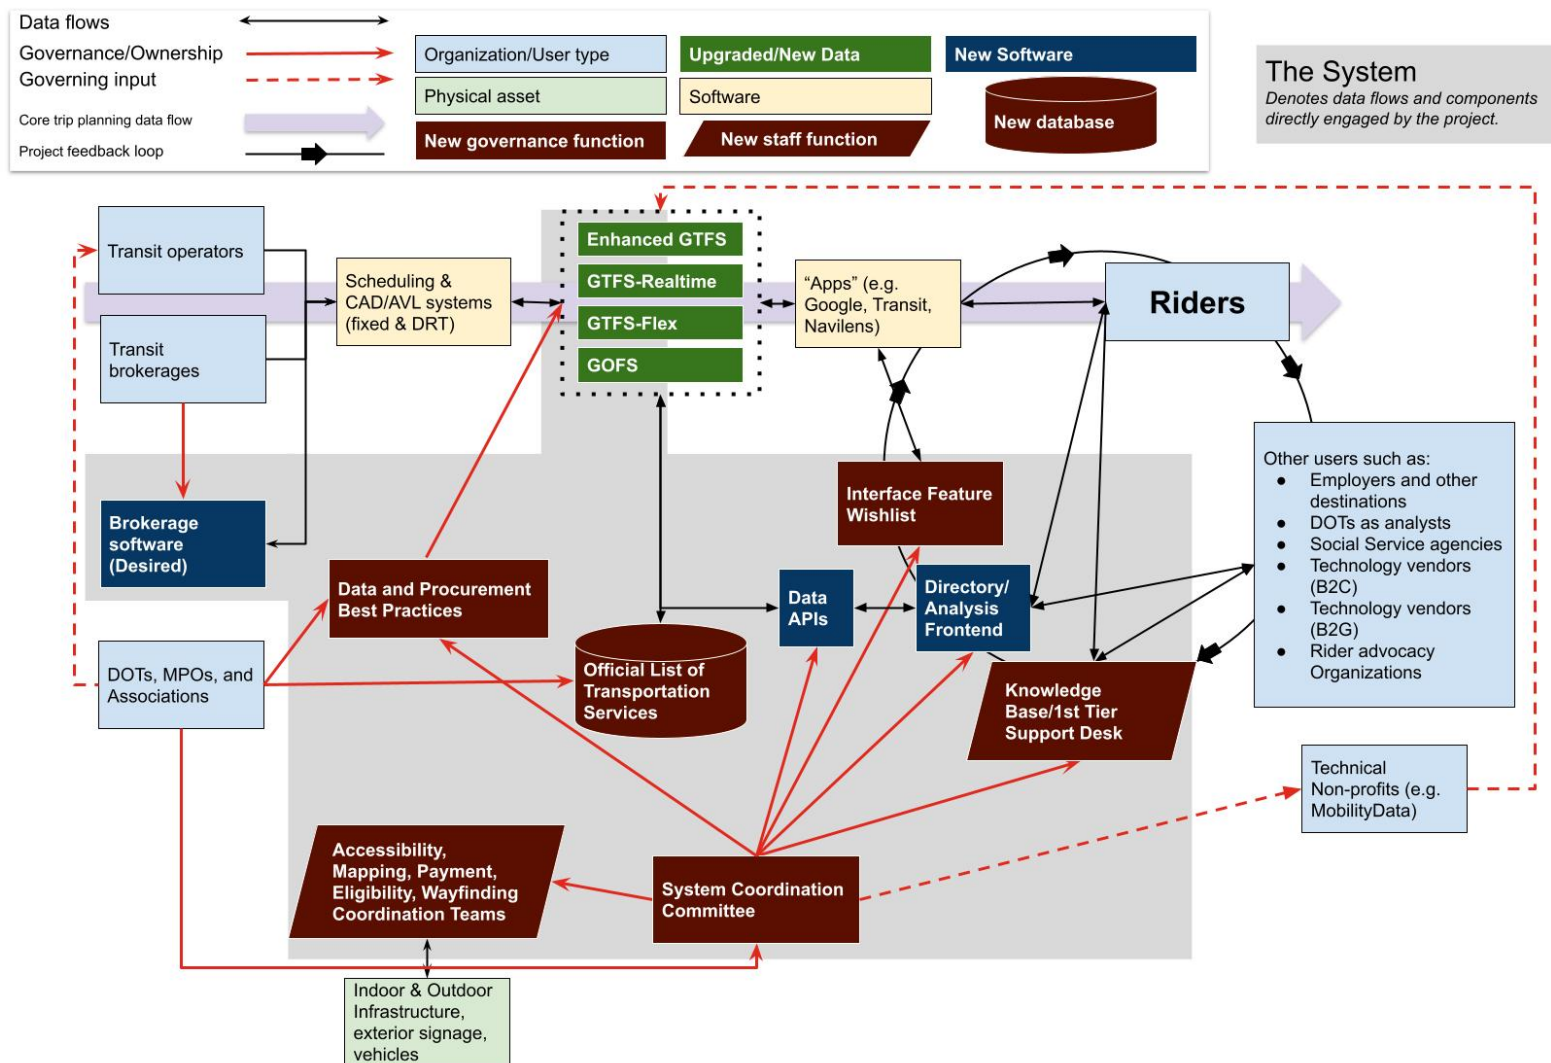 Data flows
Governance/Ownership
Governing input
Core trip planning data flow
Project feedback loop
Organization/User type
Physical asset
New governance function
Upgraded/New Data
Software
New staff function
New Software
New database
The System
Denotes data flows and components
directly engaged by the project.
Transit operators
Transit
brokerages
Scheduling &
CAD/AVL systems
(fixed & DRT)
Enhanced GTFS
GTFS-Realtime
GTFS-Flex
GOFS
“Apps” (e.g.
Google, Transit,
Navilens)
Riders
Brokerage
software
(Desired)
Data and Procurement
Best Practices
Interface Feature
Wishlist
Data
APIs
Directory/
Analysis
Frontend
Other users such as:
● Employers and other
destinations
● DOTs as analysts
● Social Service agencies
● Technology vendors
(B2C)
● Technology vendors
(B2G)
● Rider advocacy
Organizations
DOTs, MPOs, and
Associations
Official List of
Transportation
Services
Knowledge
Base/1st Tier
Support Desk
Technical
Non-profits (e.g.
MobilityData)
Accessibility,
Mapping, Payment,
Eligibility, Wayfinding
Coordination Teams
System Coordination
Committee
Indoor & Outdoor
Infrastructure,
exterior signage,
vehicles